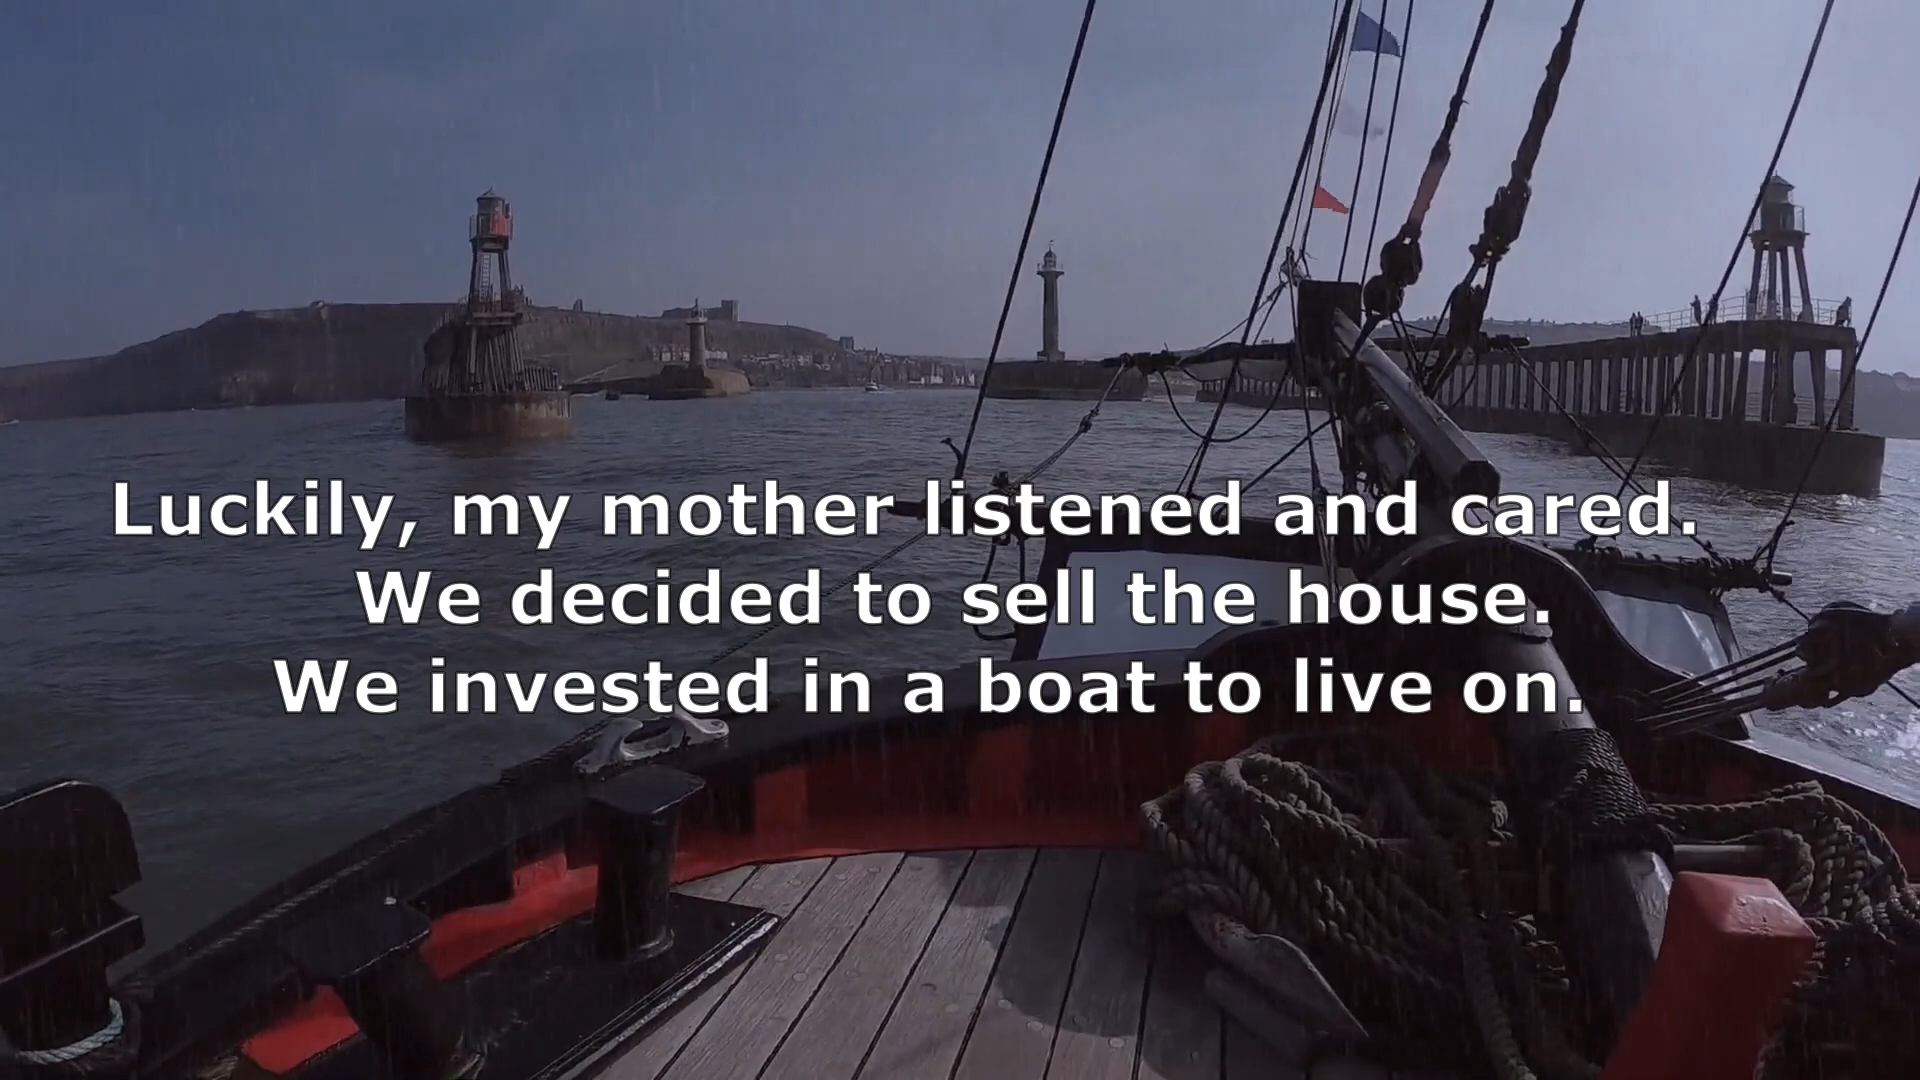 Luckily, my mother listened and cared.
We decided to sell the house.
We invested in a boat to live on.